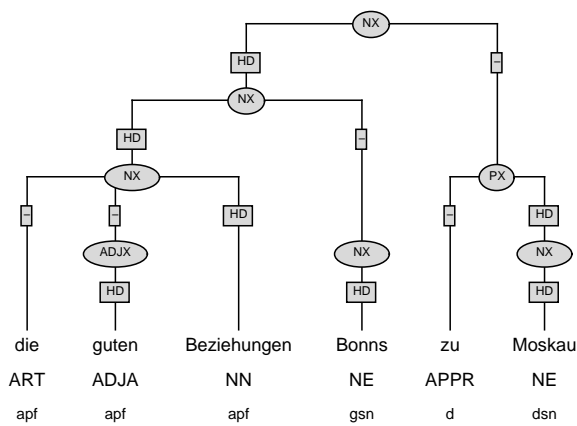 NX
HD –
NX
HD –
NX PX
– – HD – HD
ADJX NX NX
HD HD HD
die guten Beziehungen Bonns zu Moskau
ART ADJA NN NE APPR NE
apf apf apf gsn d dsn